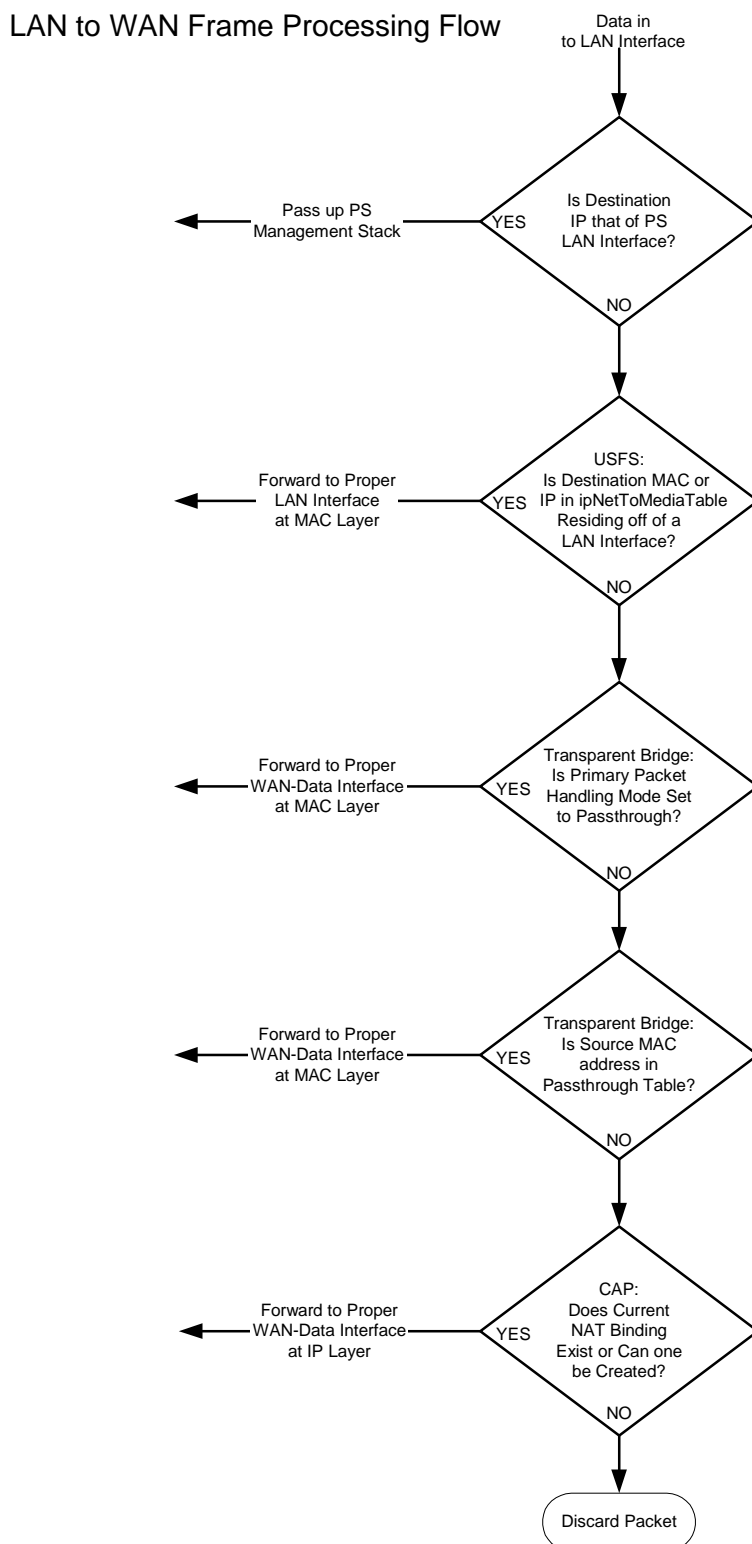 LAN to WAN Frame Processing Flow
Data in
to LAN Interface
Is Destination
IP that of PS
LAN Interface?
YES
Pass up PS
Management Stack
NO
USFS:
Is Destination MAC or
IP in ipNetToMediaTable
Residing off of a
LAN Interface?
YES
Forward to Proper
LAN Interface
at MAC Layer
NO
Transparent Bridge:
Is Primary Packet
Handling Mode Set
to Passthrough?
YES
Forward to Proper
WAN-Data Interface
at MAC Layer
NO
Transparent Bridge:
Is Source MAC
address in
Passthrough Table?
YES
Forward to Proper
WAN-Data Interface
at MAC Layer
NO
CAP:
Does Current
NAT Binding
Exist or Can one
be Created?
YES
Forward to Proper
WAN-Data Interface
at IP Layer
NO
Discard Packet